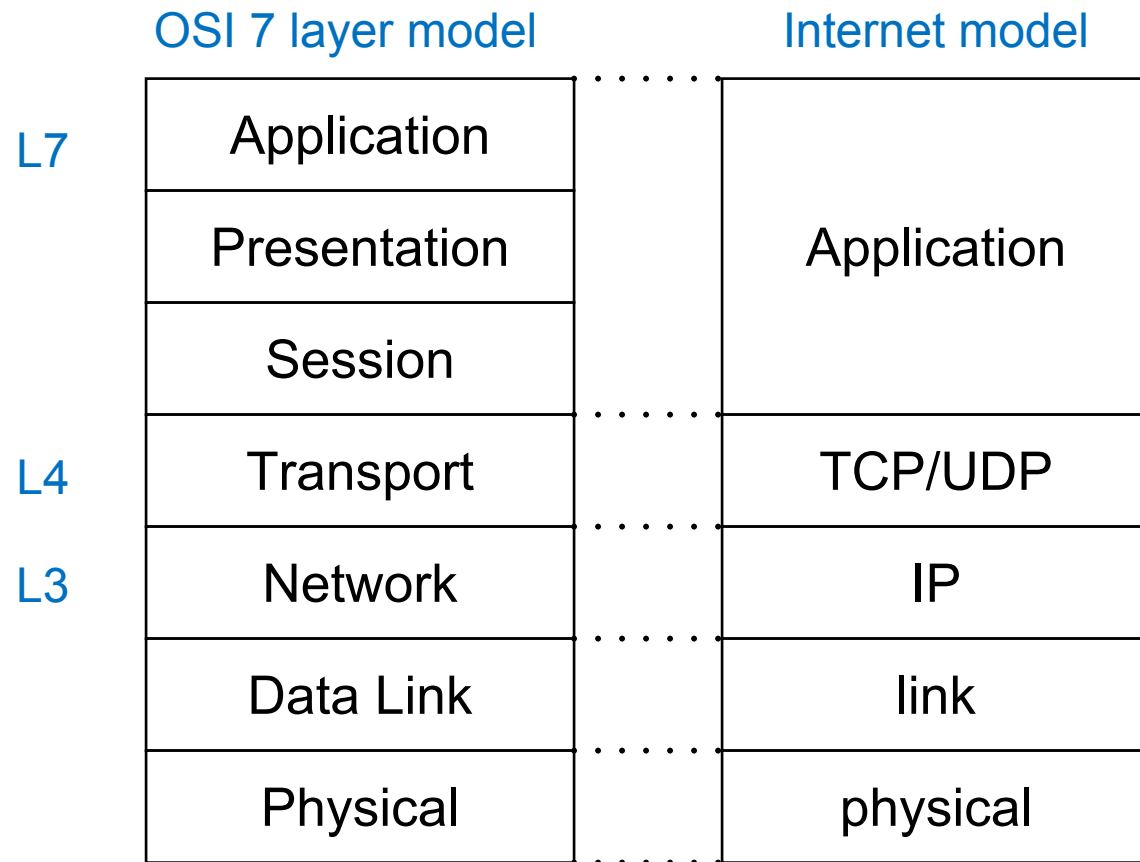 OSI 7 layer model Internet model
L7 Application
Presentation Application
Session
L4 Transport TCP/UDP
L3 Network IP
Data Link link
Physical physical